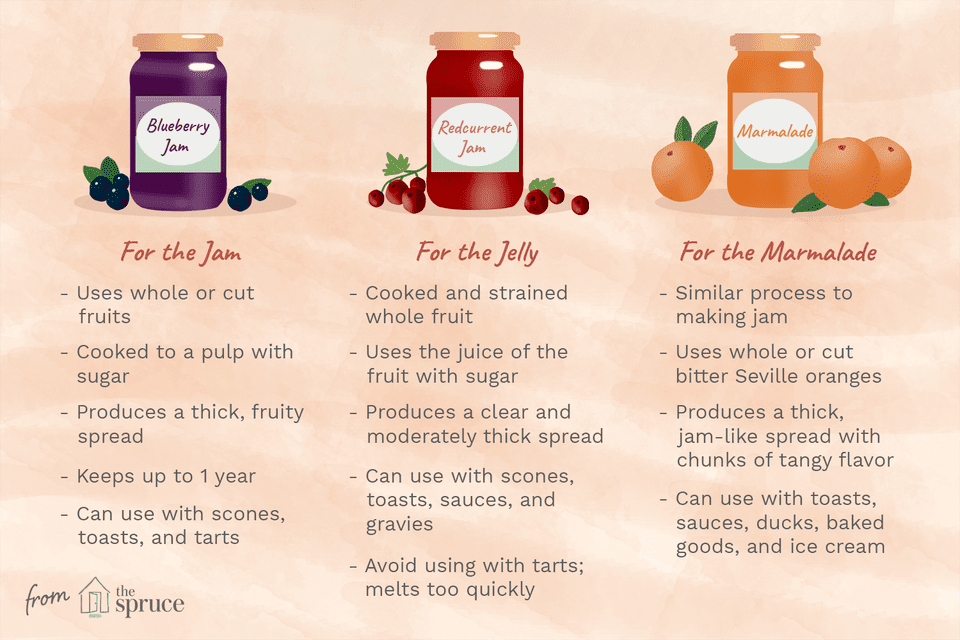 Blueberry
Jam
Redcurrent
Jam
Marmalade
For the Jam
- Uses whole or cut
fruits
- Cooked to a pulp with
sugar
- Produces a thick, fruity
spread
- Keeps up to 1 year
- Can use with scones,
toasts, and tarts
For the Jelly
- Cooked and strained
whole fruit
- Uses the juice of the
fruit with sugar
- Produces a clear and
moderately thick spread
- Can use with scones,
toasts, sauces, and
gravies
- Avoid using with tarts;
melts too quickly
For the Marmalade
- Similar process to
making jam
- Uses whole or cut
bitter Seville oranges
- Produces a thick,
jam-like spread with
chunks of tangy flavor
- Can use with toasts,
sauces, ducks, baked
goods, and ice cream
from the spruce